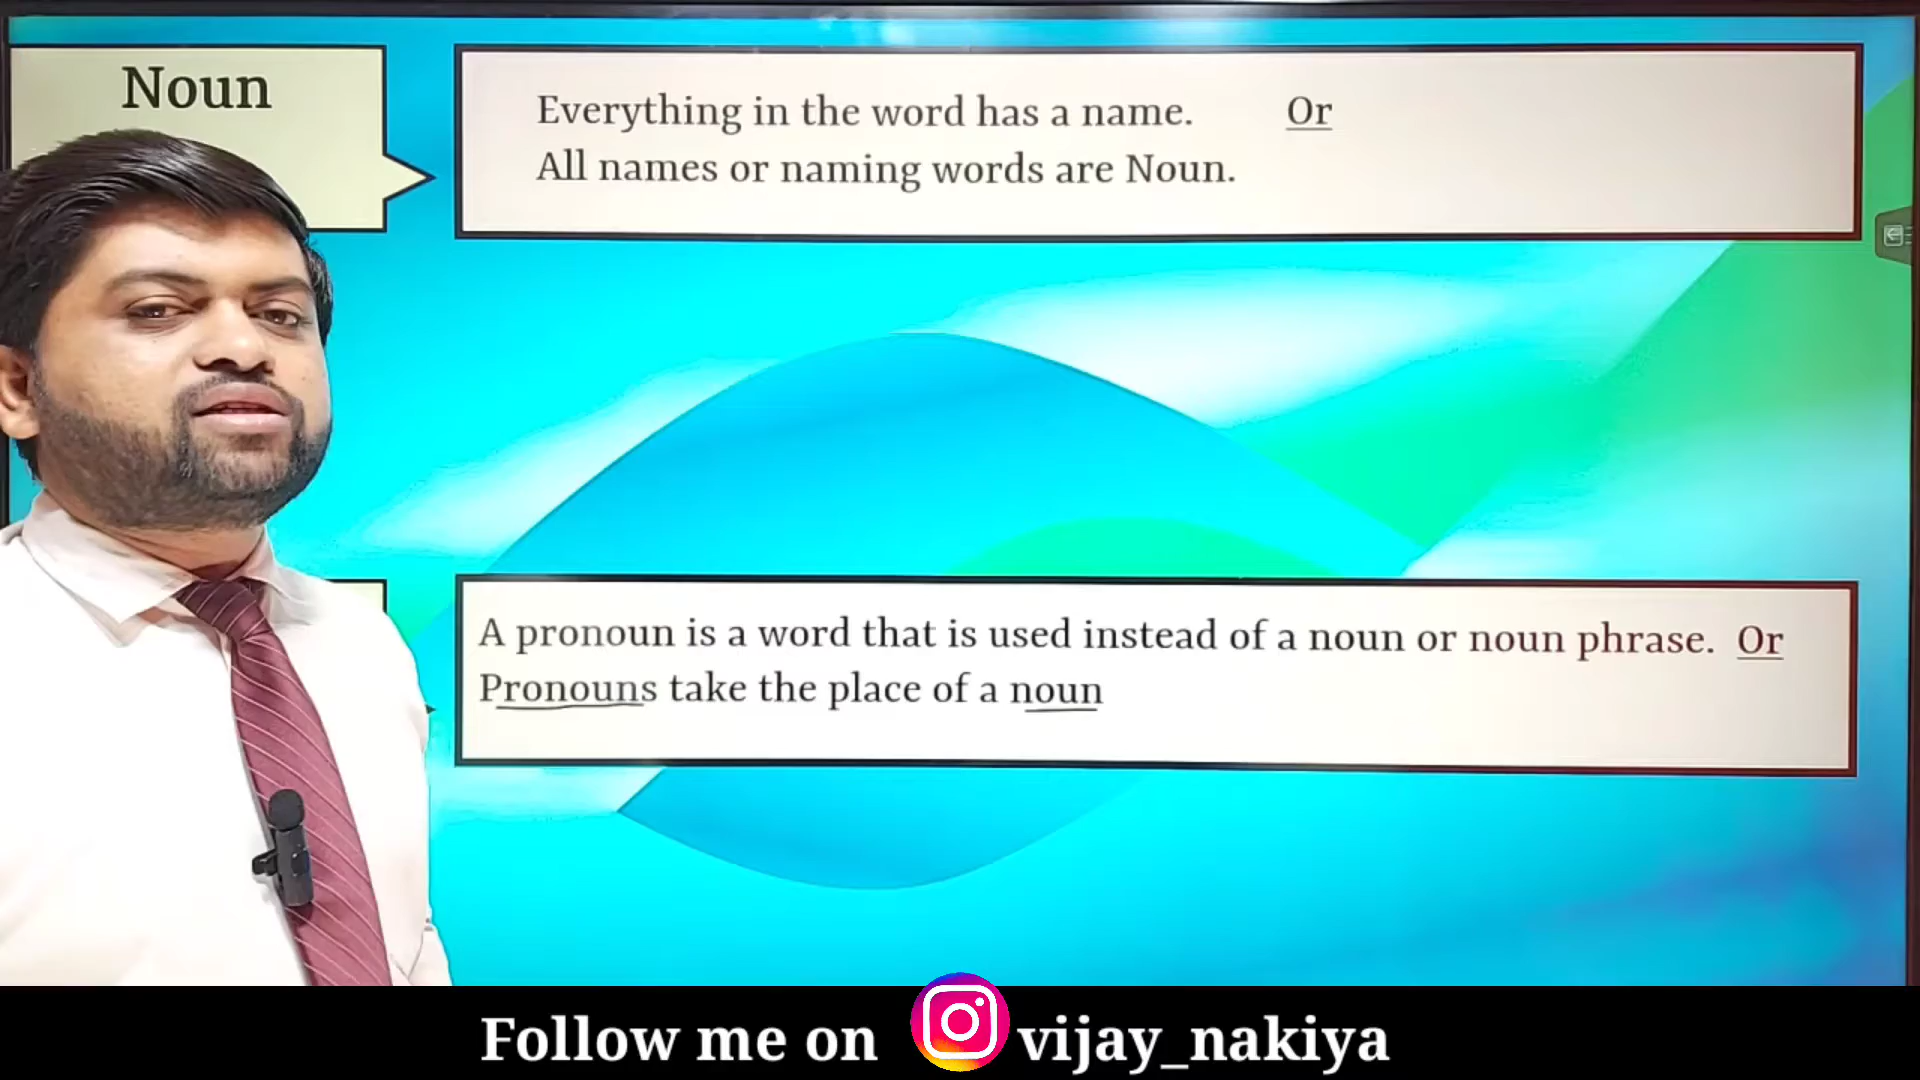 Noun
Everything in the word has a name. Or
All names or naming words are Noun.
A pronoun is a word that is used instead of a noun or noun phrase. Or
Pronouns take the place of a noun
Follow me on vijay_nakiya